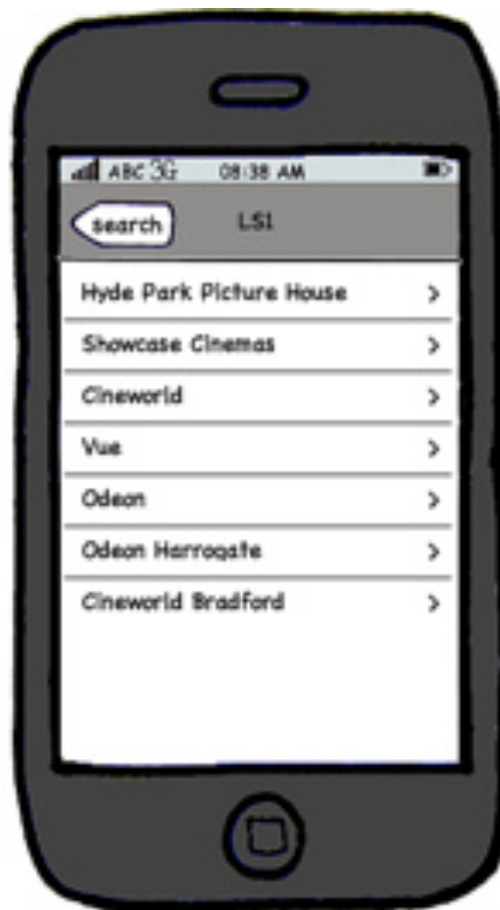 ABC 3G 08:38 AM
search LS1
Hyde Park Picture House
Showcase Cinemas
Cineworld
Vue
Odeon
Odeon Harrogate
Cineworld Bradford